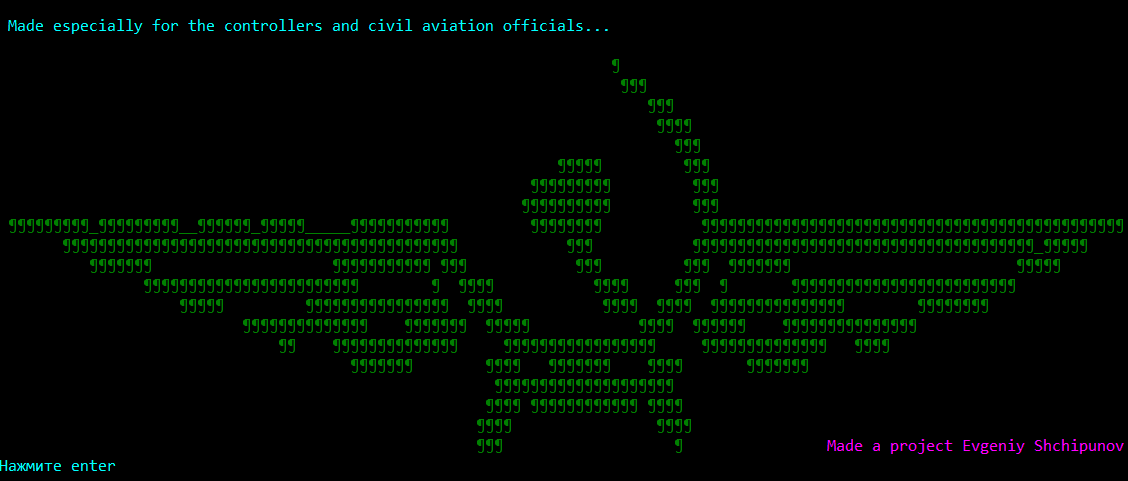 Made especially for the controllers and civil aviation officials...
Made a project Evgeniy Shchipunov
Нажмите enter